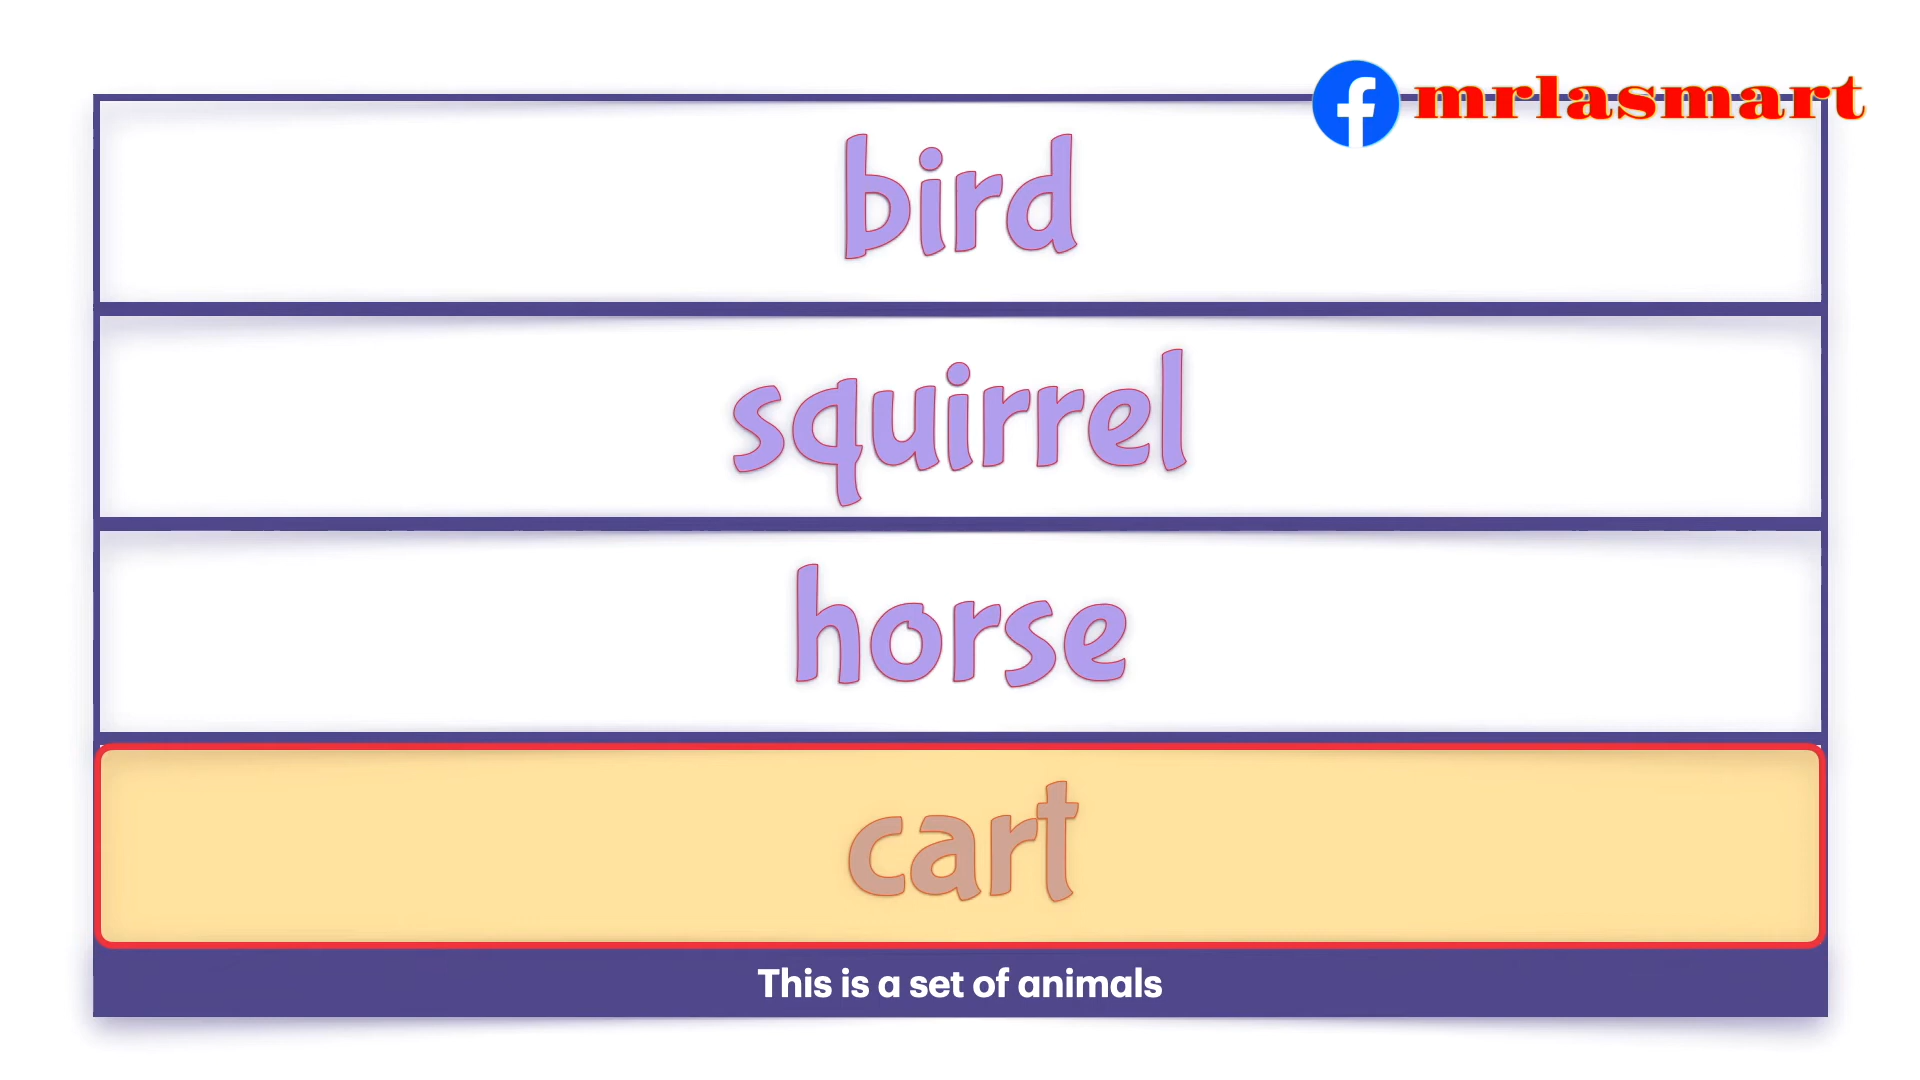 mrlasmart
bird
squirrel
horse
cart
This is a set of animals